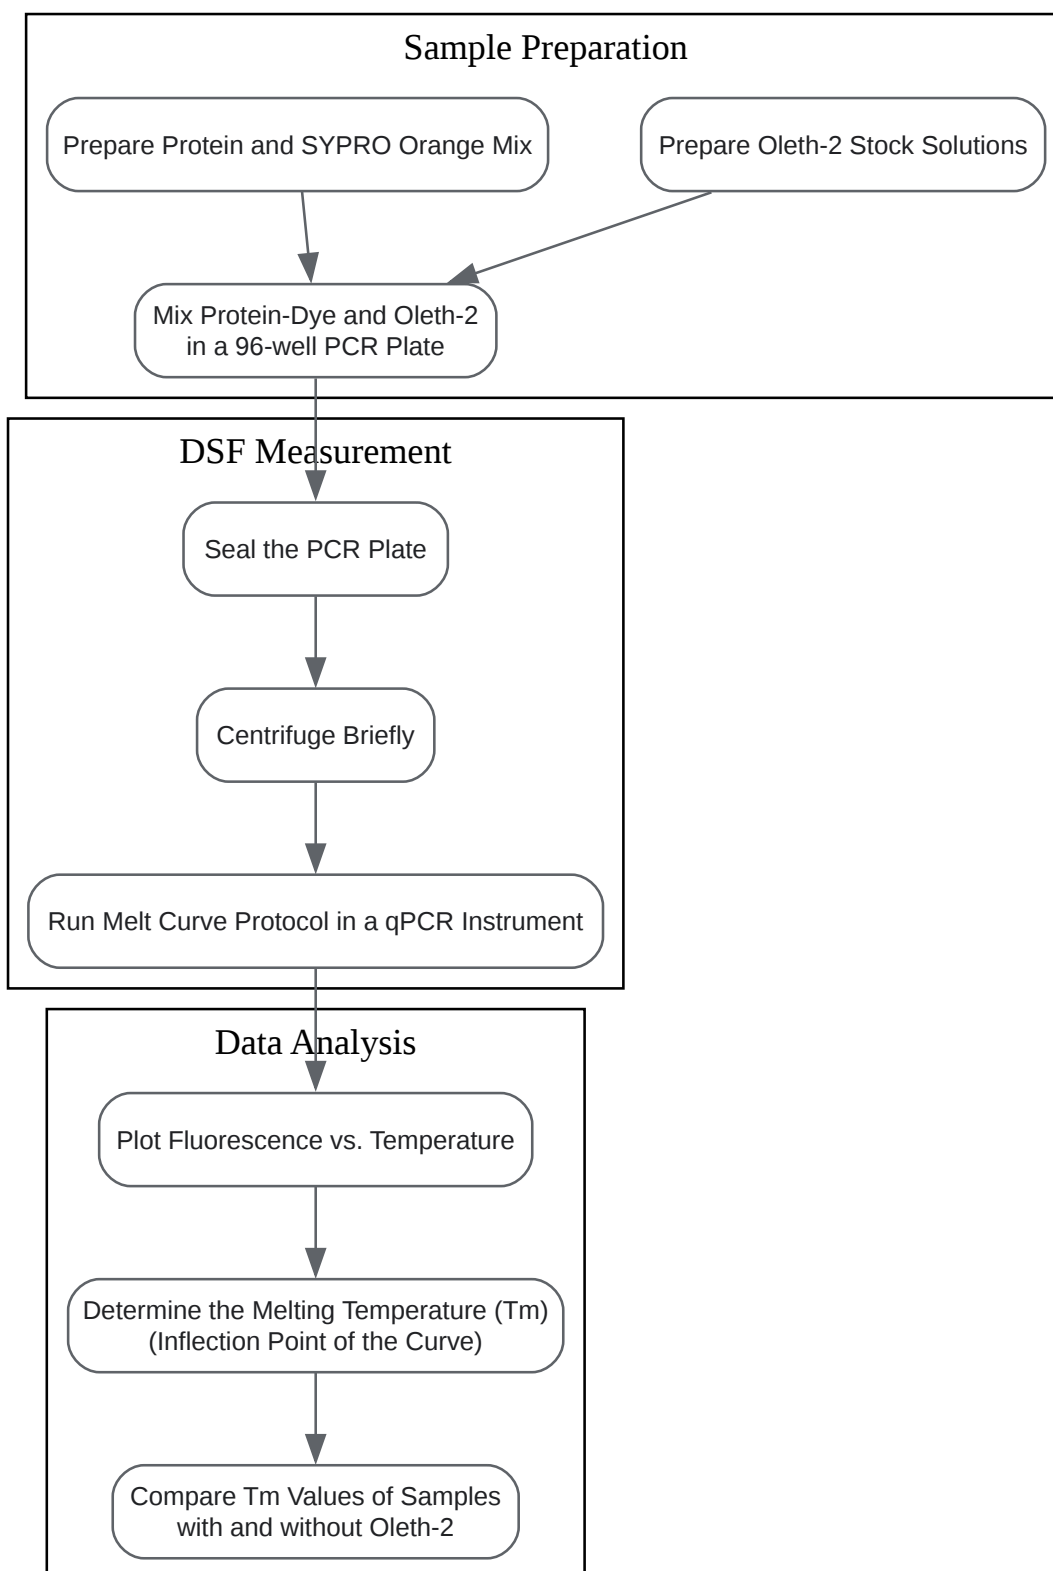 Sample Preparation
Prepare Protein and SYPRO Orange Mix
Prepare Oleth-2 Stock Solutions
Mix Protein-Dye and Oleth-2
in a 96-well PCR Plate
DSF Measurement
Seal the PCR Plate
Centrifuge Briefly
Run Melt Curve Protocol in a qPCR Instrument
Data Analysis
Plot Fluorescence vs. Temperature
Determine the Melting Temperature (Tm)
(Inflection Point of the Curve)
Compare Tm Values of Samples
with and without Oleth-2